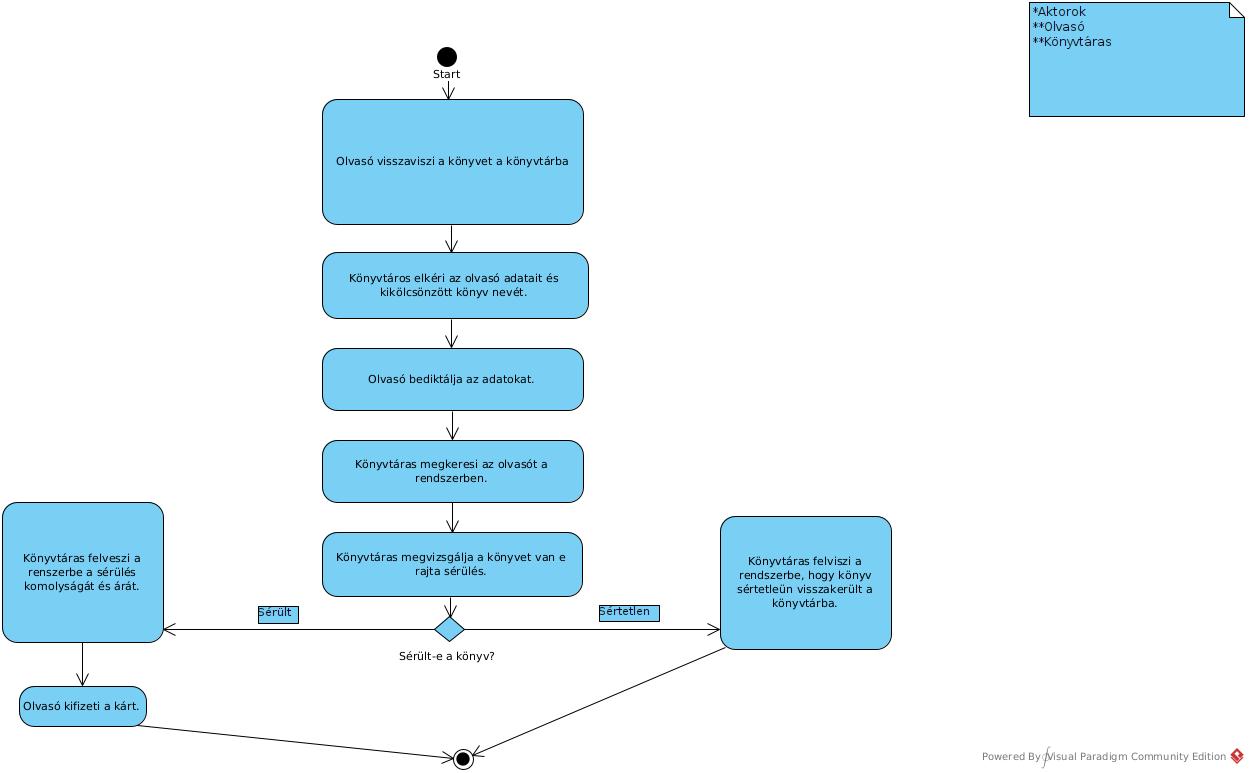 *Aktorok
**Olvasó
**Könyvtáras
Start
Olvasó visszaviszi a könyvet a könyvtárba
Könyvtáros elkéri az olvasó adatait és
kikölcsönzött könyv nevét.
Olvasó bediktálja az adatokat.
Könyvtáras megkeresi az olvasót a
rendszerben.
Könyvtáras megvizsgálja a könyvet van e
rajta sérülés.
Könyvtáras felveszi a
renszerbe a sérülés
komolyságát és árát.
Könyvtáras felviszi a
rendszerbe, hogy könyv
sértetleün visszakerült a
könyvtárba.
Sérült
Sértetlen
Sérült-e a könyv?
Olvasó kifizeti a kárt.
Powered By Visual Paradigm Community Edition